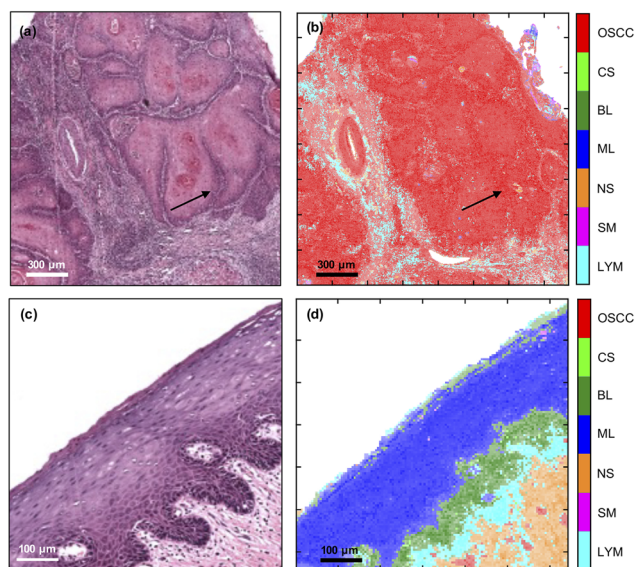 (a)
300 µm
(b)
300 µm
OSCC
CS
BL
ML
NS
SM
LYM
(c)
100 µm
(d)
100 µm
OSCC
CS
BL
ML
NS
SM
LYM